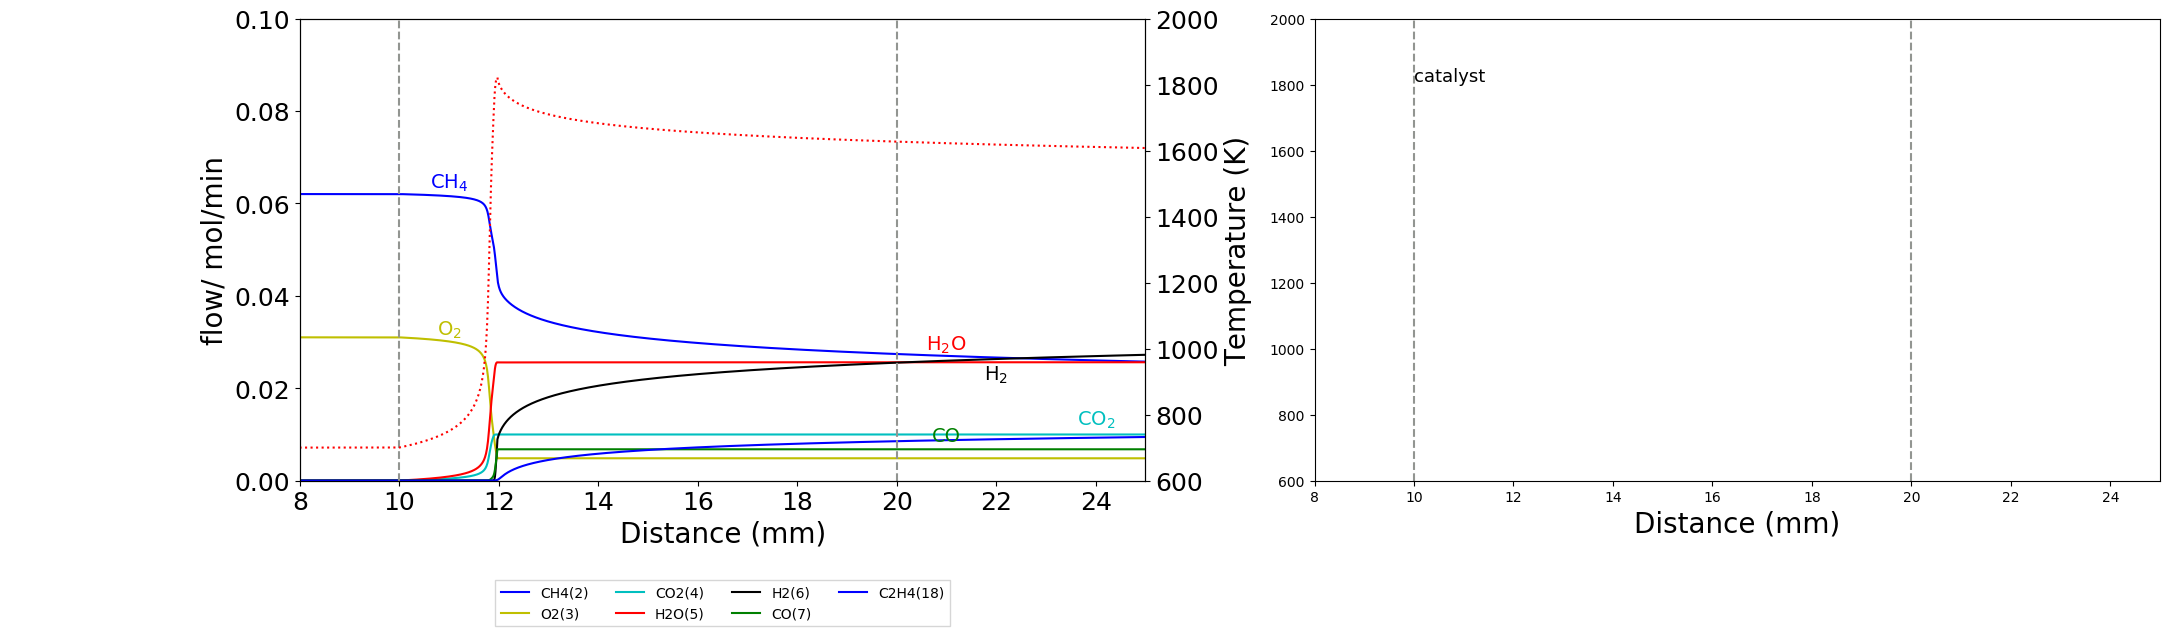 0.10
0.08
0.06
0.04
0.02
0.00
flow/ mol/min
8 10 12 14 16 18 20 22 24
Distance (mm)
2000
1800
1600
1400
1200
1000
800
600
Temperature (K)
CH₄
O₂
H₂O
H₂
CO₂
CO
CH4(2) CO2(4) H2(6) C2H4(18)
O2(3) H2O(5) CO(7)
2000
1800
1600
1400
1200
1000
800
600
catalyst
8 10 12 14 16 18 20 22 24
Distance (mm)